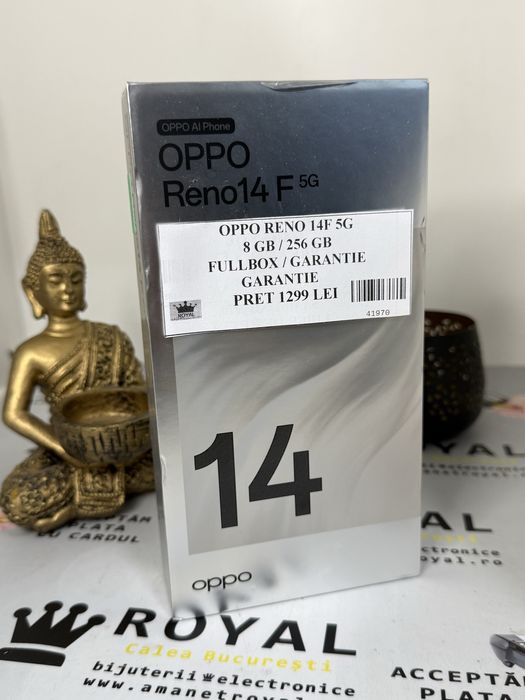 OPPO AI Phone
OPPO
Reno14 F 5G
OPPO RENO 14F 5G
8 GB / 256 GB
FULLBOX / GARANTIE
GARANTIE
PRET 1299 LEI
ROYAL
41970
14
oppo
ROYAL
electronice
.ro
ACCEPTĂM
PLATA
CU CARDUL
ROYAL
Calea București
bijuterii electronice
www.amanetroyal
ACCEPTĂ
PLAT